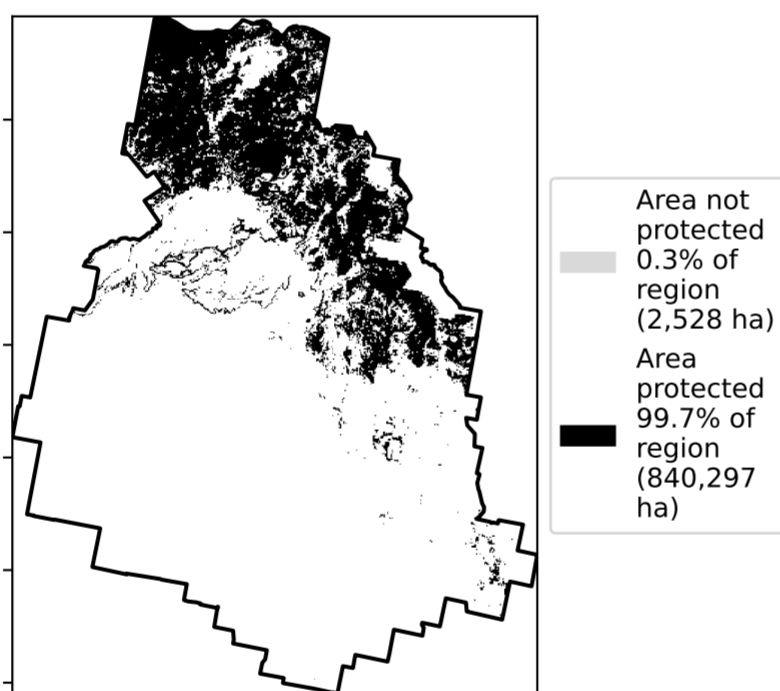 Area not
protected
0.3% of
region
(2,528 ha)
Area
protected
99.7% of
region
(840,297
ha)